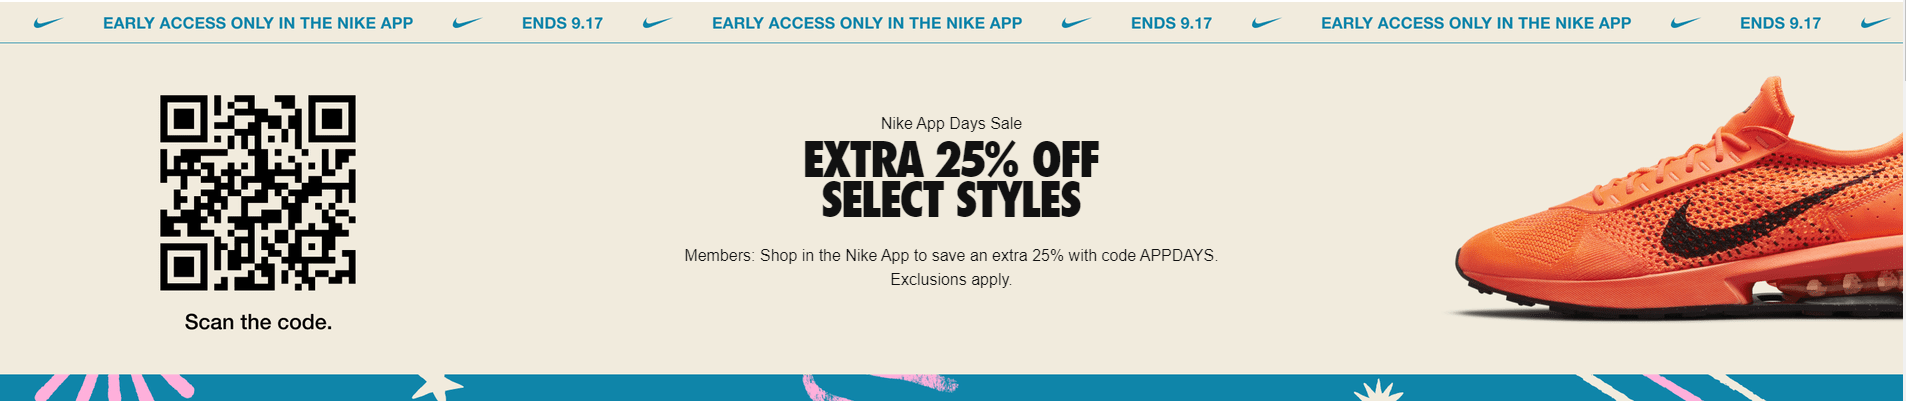 EARLY ACCESS ONLY IN THE NIKE APP ENDS 9.17 EARLY ACCESS ONLY IN THE NIKE APP ENDS 9.17 EARLY ACCESS ONLY IN THE NIKE APP ENDS 9.17
Nike App Days Sale
EXTRA 25% OFF
SELECT STYLES
Members: Shop in the Nike App to save an extra 25% with code APPDAYS.
Exclusions apply.
Scan the code.